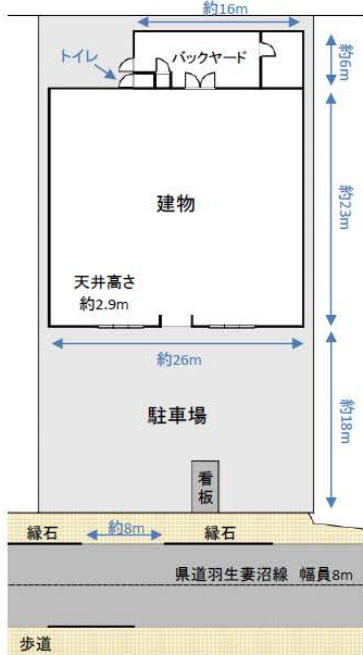 約16m
トイレ
バックヤード
約6m
建物
約23m
天井高さ
約2.9m
約26m
駐車場
約18m
看板
縁石
約8m
縁石
県道羽生妻沼線 幅員8m
歩道